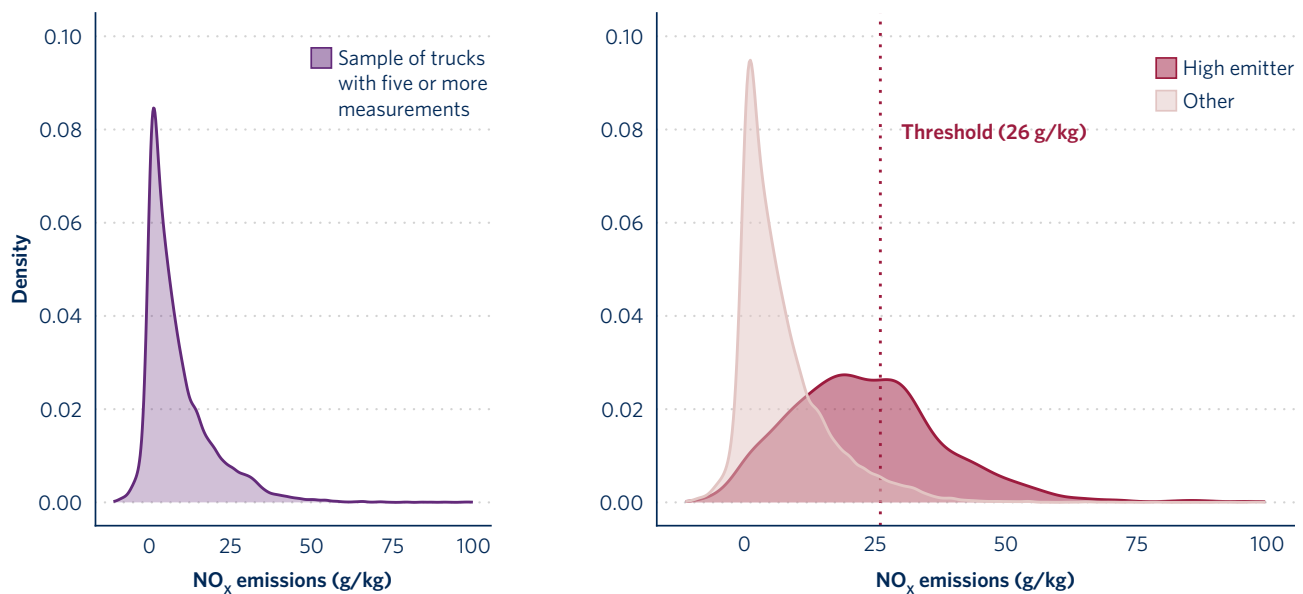 Density
0.10
0.08
0.06
0.04
0.02
0.00
Sample of trucks
with five or more
measurements
0 25 50 75 100
NOx emissions (g/kg)
0.10
0.08
0.06
0.04
0.02
0.00
High emitter
Other
Threshold (26 g/kg)
0 25 50 75 100
NOx emissions (g/kg)